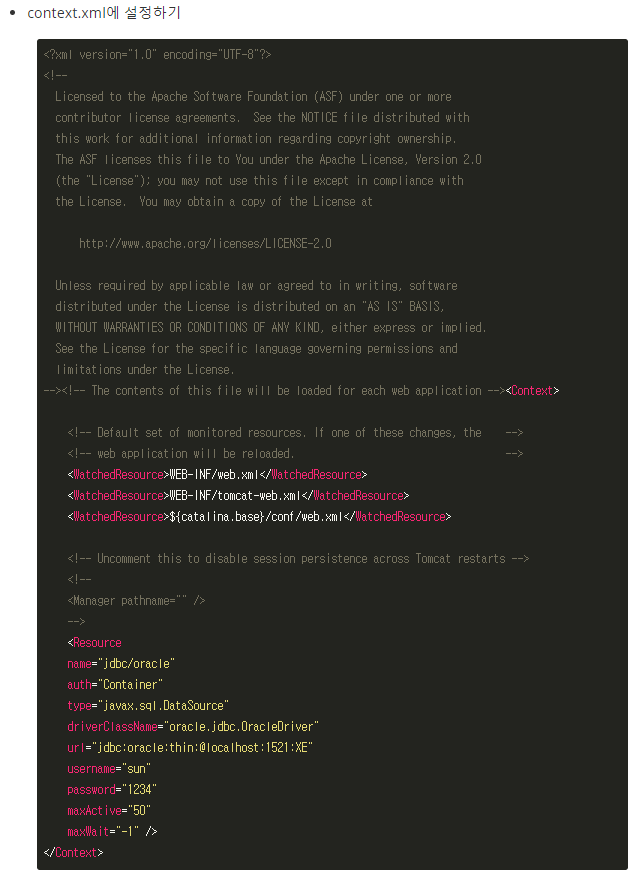 context.xml에 설정하기
<?xml version="1.0" encoding="UTF-8"?>
<!--
Licensed to the Apache Software Foundation (ASF) under one or more
contributor license agreements.  See the NOTICE file distributed with
this work for additional information regarding copyright ownership.
The ASF licenses this file to You under the Apache License, Version 2.0
(the "License"); you may not use this file except in compliance with
the License.  You may obtain a copy of the License at
http://www.apache.org/licenses/LICENSE-2.0
Unless required by applicable law or agreed to in writing, software
distributed under the License is distributed on an "AS IS" BASIS,
WITHOUT WARRANTIES OR CONDITIONS OF ANY KIND, either express or implied.
See the License for the specific language governing permissions and
limitations under the License.
--><!-- The contents of this file will be loaded for each web application --><Context>
<!-- Default set of monitored resources. If one of these changes, the    -->
<!-- web application will be reloaded.                                   -->
<WatchedResource>WEB-INF/web.xml</WatchedResource>
<WatchedResource>WEB-INF/tomcat-web.xml</WatchedResource>
<WatchedResource>${catalina.base}/conf/web.xml</WatchedResource>
<!-- Uncomment this to disable session persistence across Tomcat restarts -->
<!--
<Manager pathname="" />
-->
<Resource
name="jdbc/oracle"
auth="Container"
type="javax.sql.DataSource"
driverClassName="oracle.jdbc.OracleDriver"
url="jdbc:oracle:thin:@localhost:1521:XE"
username="sun"
password="1234"
maxActive="50"
maxWait="-1" />
</Context>